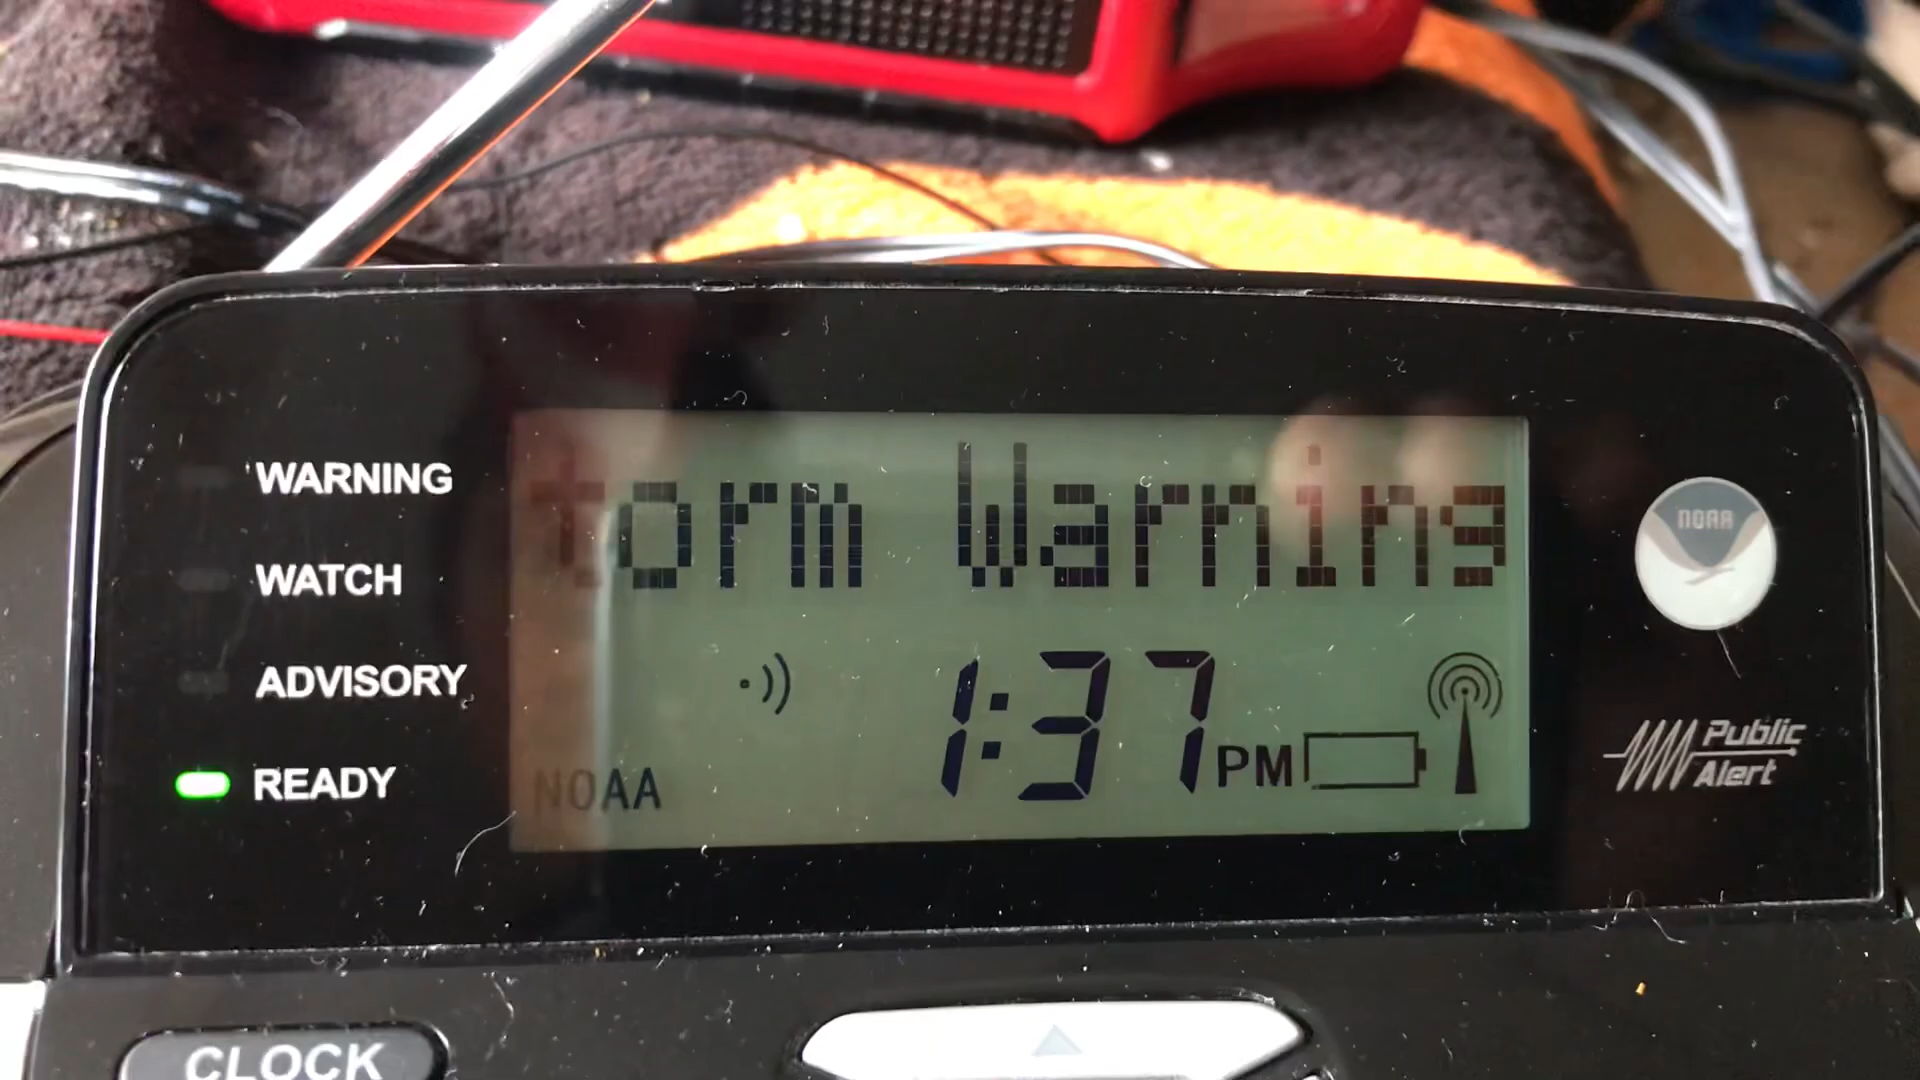 WARNING
torm Warning
WATCH
ADVISORY
1:37 PM
READY
NOAA
NOAA
Public
Alert
CLOCK